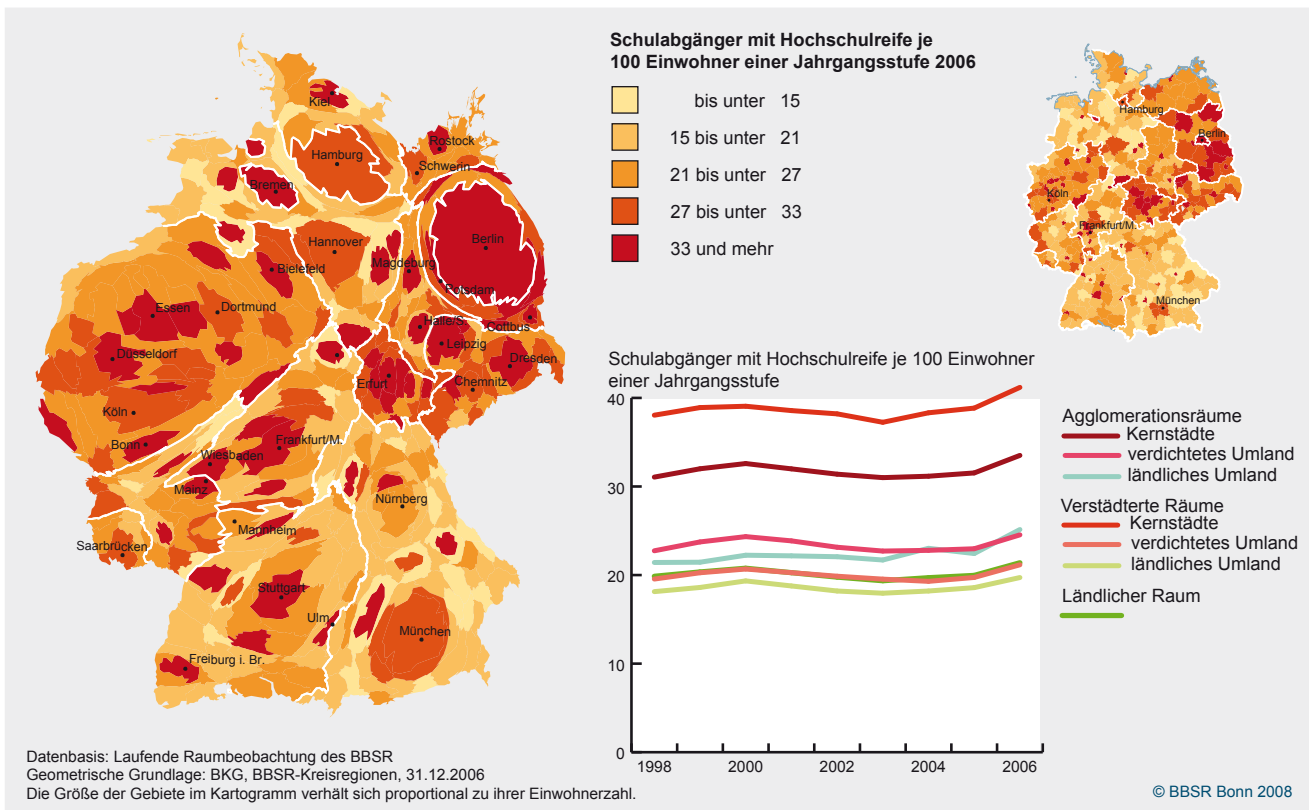 Schulabgänger mit Hochschulreife je
100 Einwohner einer Jahrgangsstufe 2006
bis unter 15
15 bis unter 21
21 bis unter 27
27 bis unter 33
33 und mehr
Kiel
Rostock
Hamburg
Schwerin
Bremen
Hannover
Berlin
Magdeburg
Bielefeld
Potsdam
Essen
Dortmund
Halle/S.
Cottbus
Leipzig
Düsseldorf
Dresden
Erfurt
Chemnitz
Köln
Bonn
Frankfurt/M.
Wiesbaden
Mainz
Nürnberg
Mannheim
Saarbrücken
Stuttgart
Ulm
München
Freiburg i. Br.
Hamburg
Berlin
Köln
Frankfurt/M.
München
Schulabgänger mit Hochschulreife je 100 Einwohner
einer Jahrgangsstufe
40
30
20
10
0
1998 2000 2002 2004 2006
Agglomerationsräume
Kernstädte
verdichtetes Umland
ländliches Umland
Verstädterte Räume
Kernstädte
verdichtetes Umland
ländliches Umland
Ländlicher Raum
Datenbasis: Laufende Raumbeobachtung des BBSR
Geometrische Grundlage: BKG, BBSR-Kreisregionen, 31.12.2006
Die Größe der Gebiete im Kartogramm verhält sich proportional zu ihrer Einwohnerzahl.
© BBSR Bonn 2008